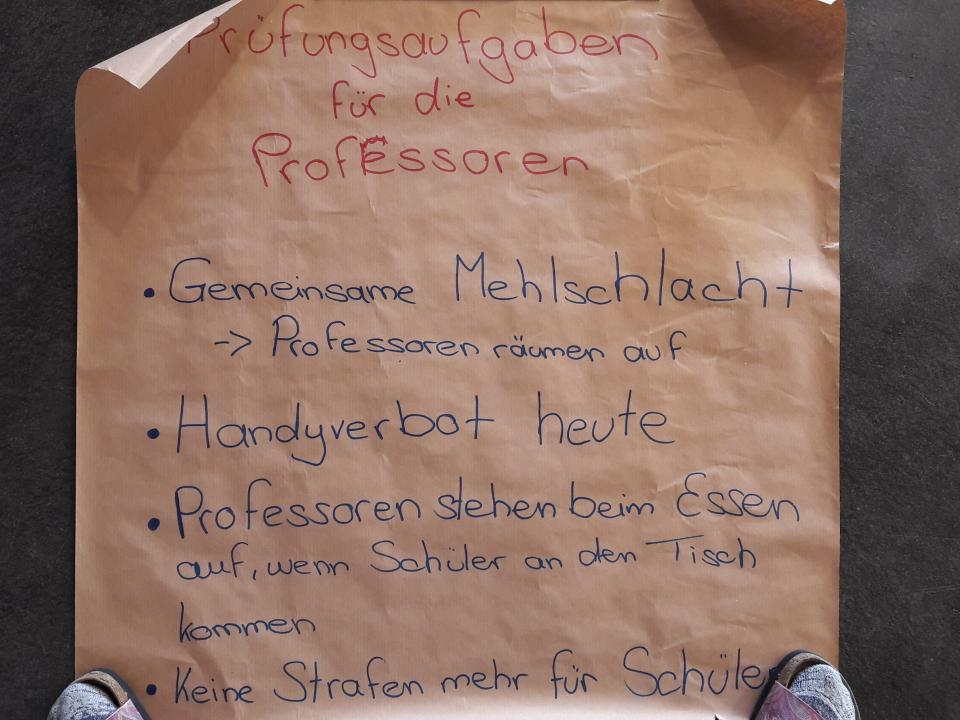 Prüfungsaufgaben
für die
ProfEssoren
• Gemeinsame Mehlschlacht
-> Professoren räumen auf
• Handyverbot heute
• Professoren stehen beim Essen
auf, wenn Schüler an den Tisch
kommen
• Keine Strafen mehr für Schüler